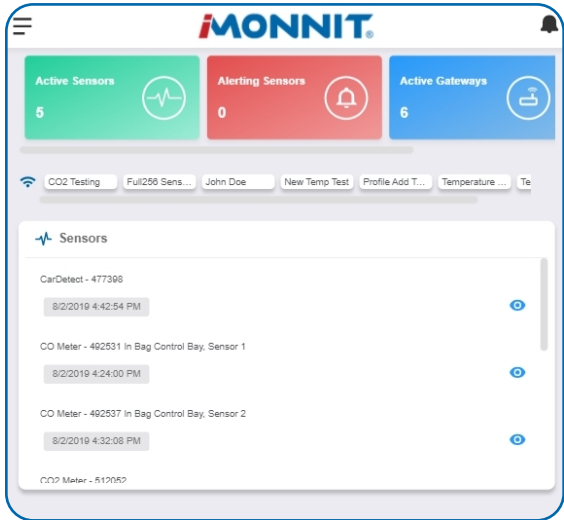 iMONNIT®
Active Sensors
5
Alerting Sensors
0
Active Gateways
6
CO2 Testing Full256 Sens... John Doe New Temp Test Profile Add T... Temperature ... Te
Sensors
CarDetect - 477398
8/2/2019 4:42:54 PM
CO Meter - 492531 In Bag Control Bay, Sensor 1
8/2/2019 4:24:00 PM
CO Meter - 492537 In Bag Control Bay, Sensor 2
8/2/2019 4:32:08 PM
CO2 Meter - 512052